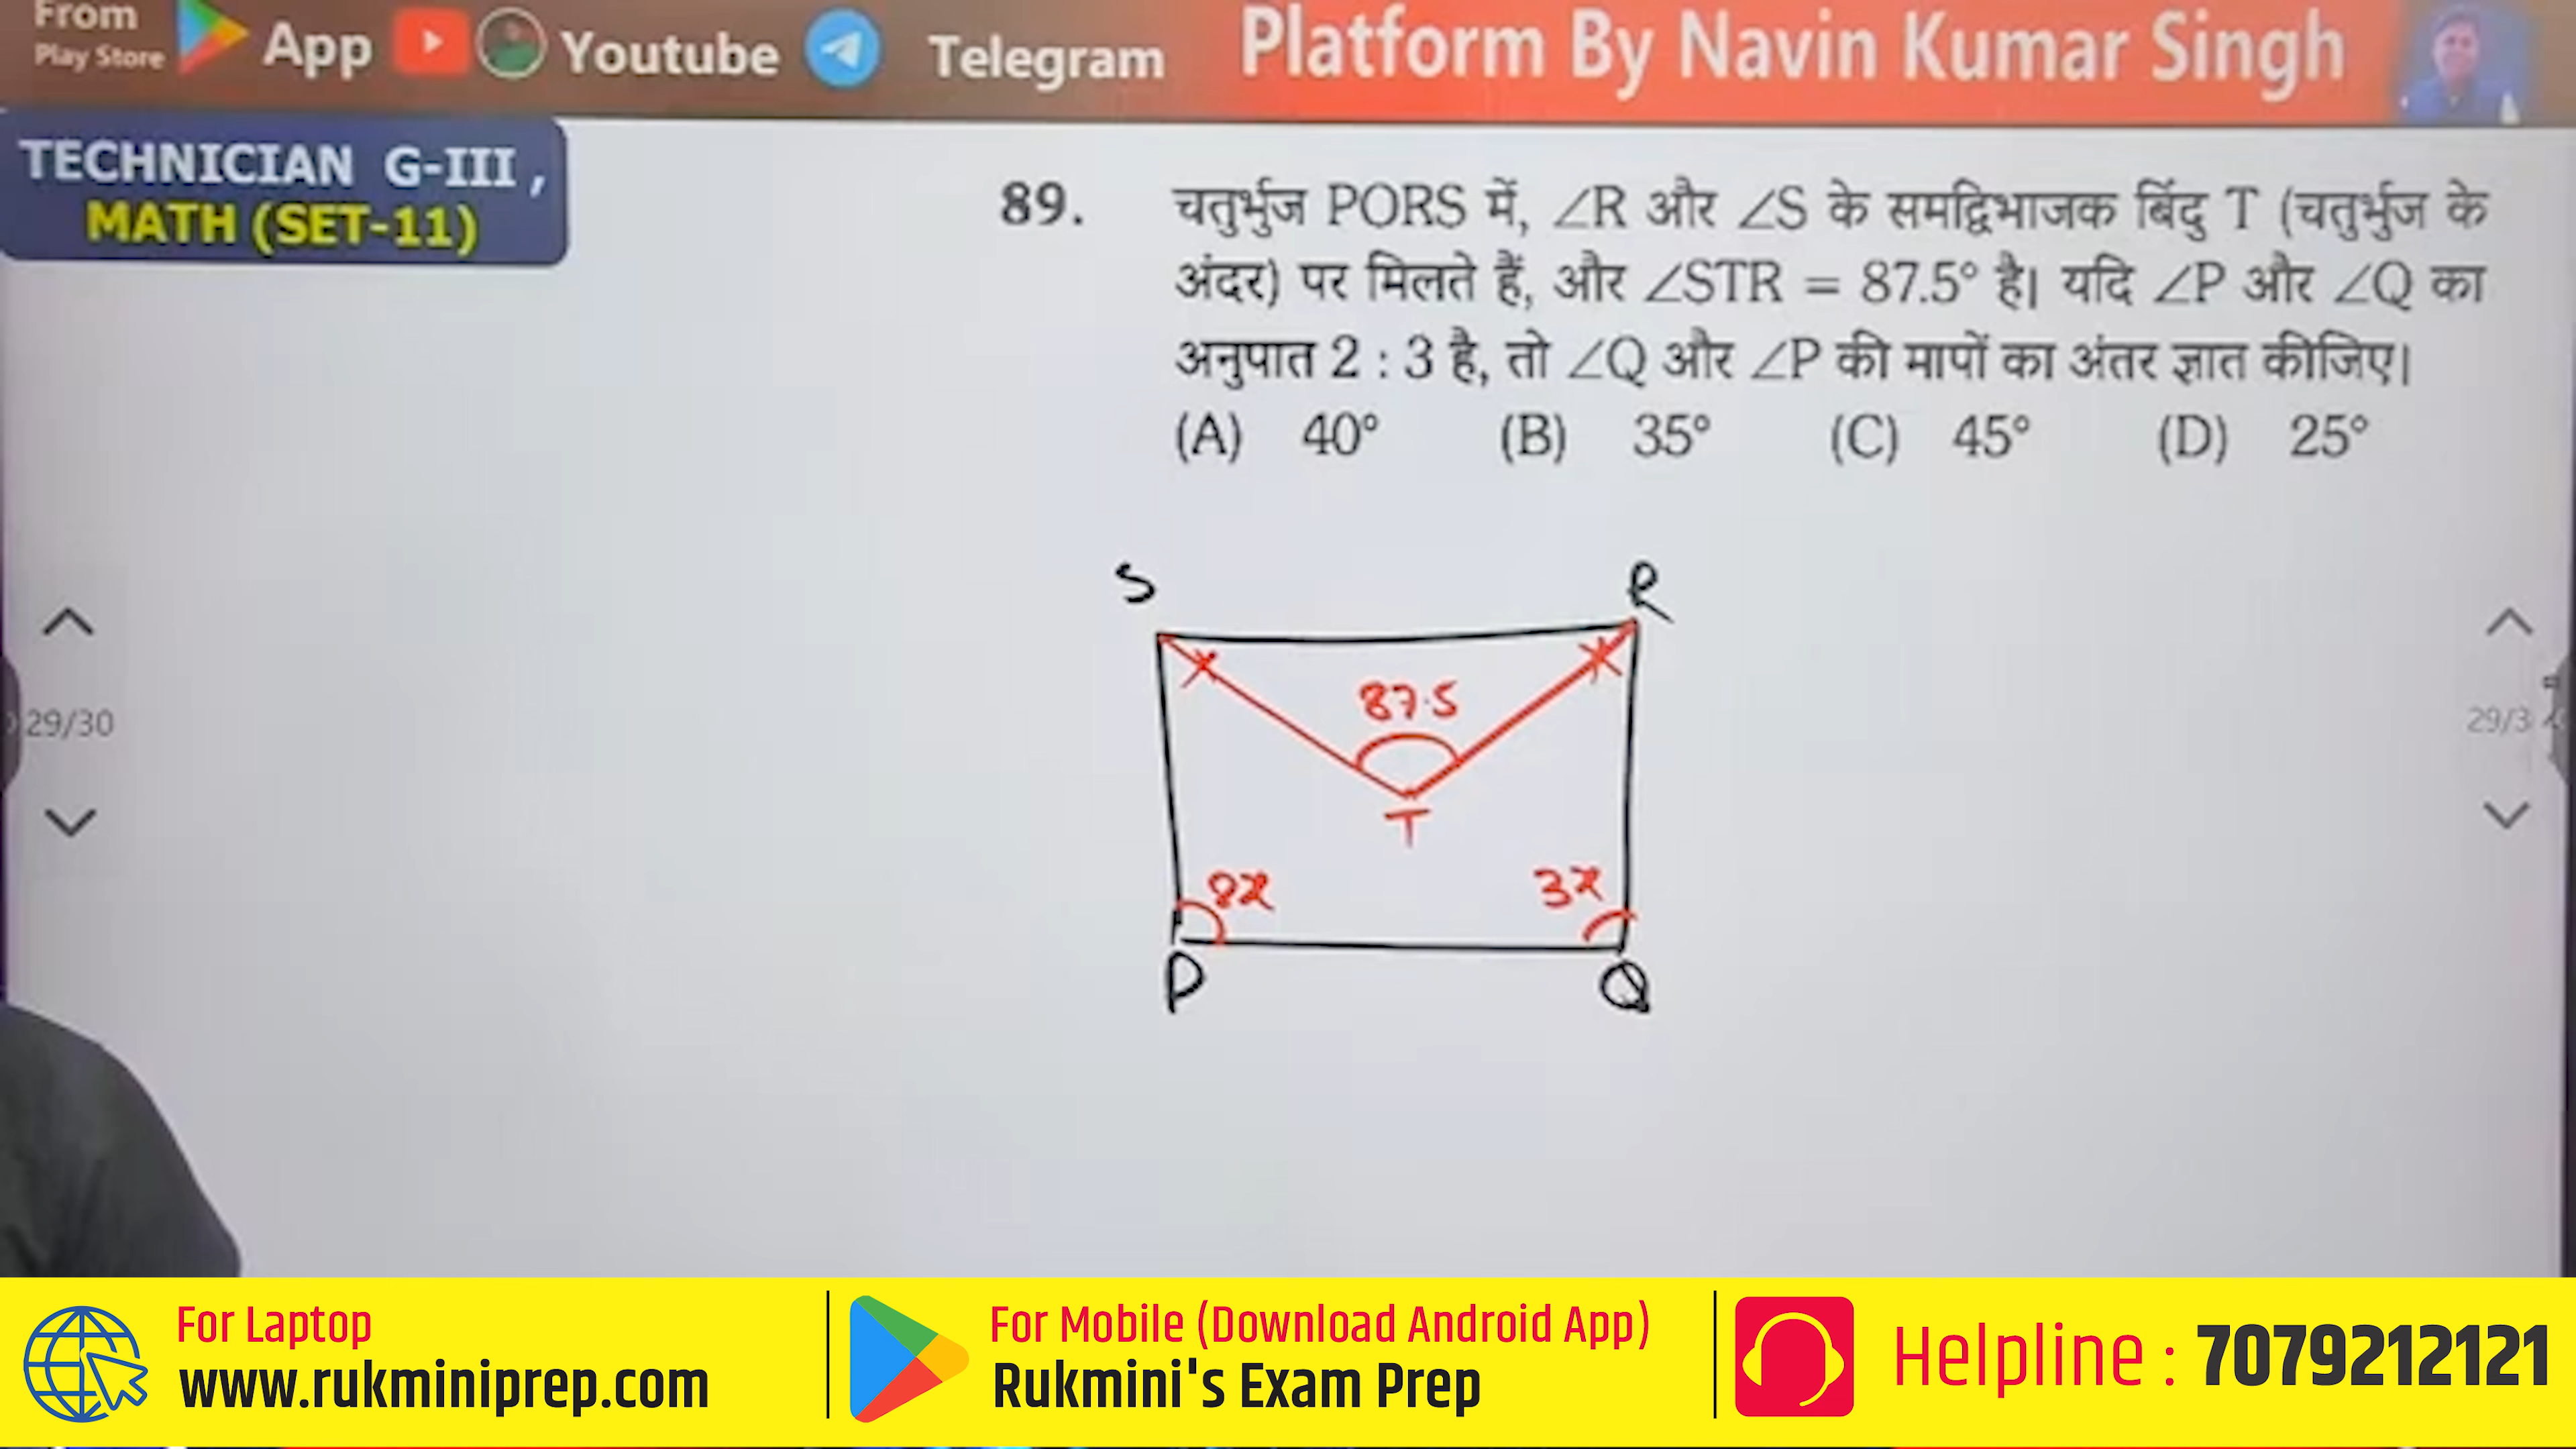 From
Play Store
App
Youtube
Telegram
Platform By Navin Kumar Singh
TECHNICIAN G-III ,
MATH (SET-11)
89. चतुर्भुज PORS में, ∠R और ∠S के समद्विभाजक बिंदु T (चतुर्भुज के
अंदर) पर मिलते हैं, और ∠STR = 87.5° है। यदि ∠P और ∠Q का
अनुपात 2 : 3 है, तो ∠Q और ∠P की मापों का अंतर ज्ञात कीजिए।
(A) 40° (B) 35° (C) 45° (D) 25°
S R
87.5
T
3x
P Q
29/30
29/3
For Laptop
www.rukminiprep.com
For Mobile (Download Android App)
Rukmini's Exam Prep
Helpline : 7079212121